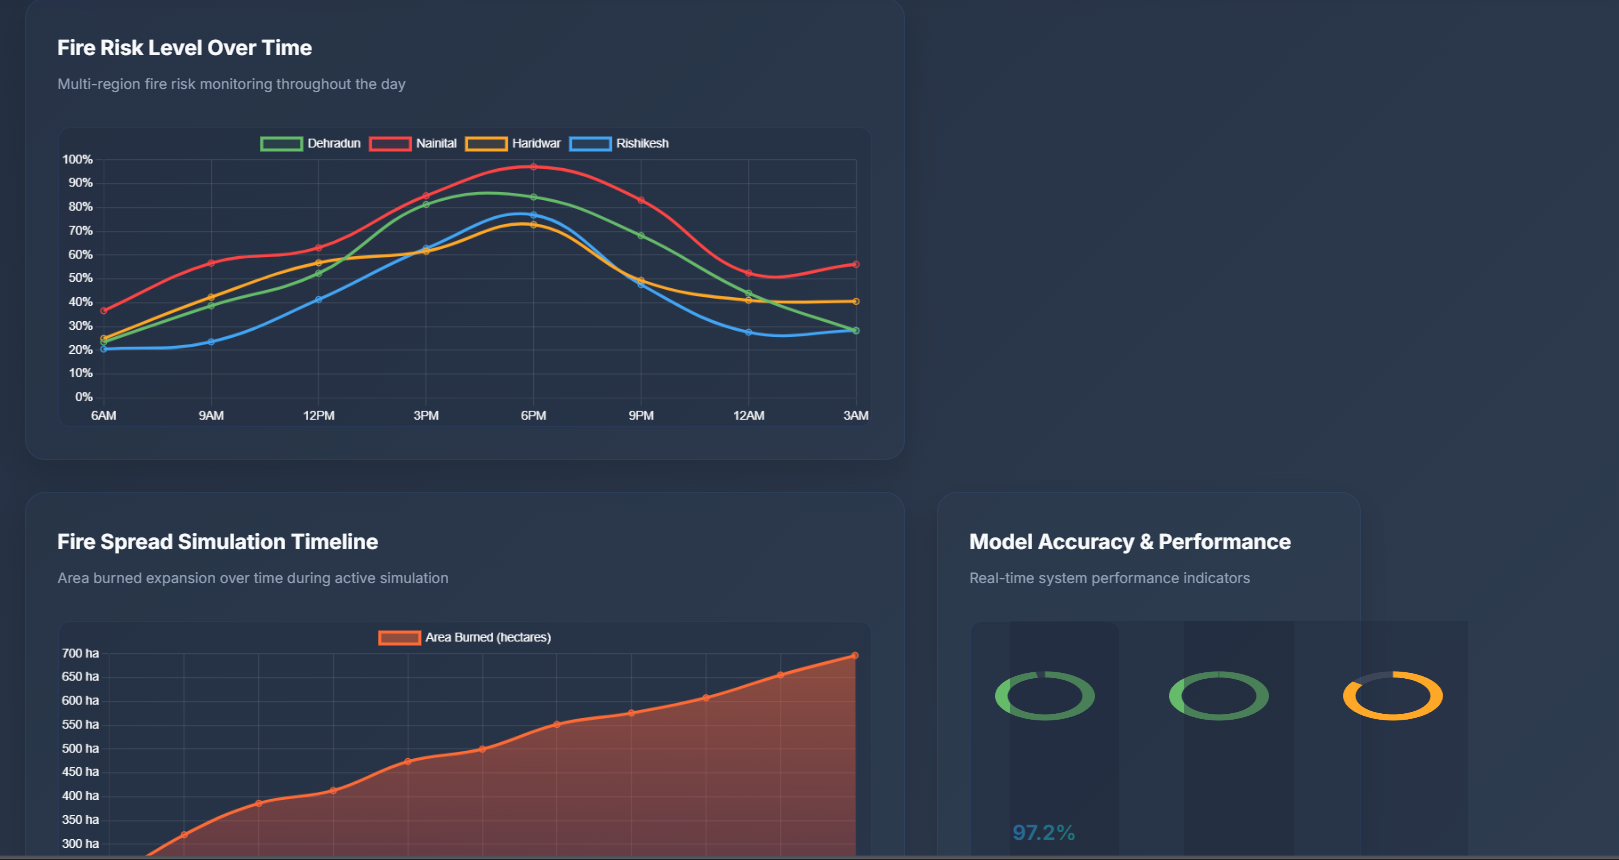 Fire Risk Level Over Time
Multi-region fire risk monitoring throughout the day
Dehradun Nainital Haridwar Rishikesh
100%
90%
80%
70%
60%
50%
40%
30%
20%
10%
0%
6AM 9AM 12PM 3PM 6PM 9PM 12AM 3AM
Fire Spread Simulation Timeline
Area burned expansion over time during active simulation
Area Burned (hectares)
700 ha
650 ha
600 ha
550 ha
500 ha
450 ha
400 ha
350 ha
300 ha
Model Accuracy & Performance
Real-time system performance indicators
97.2%